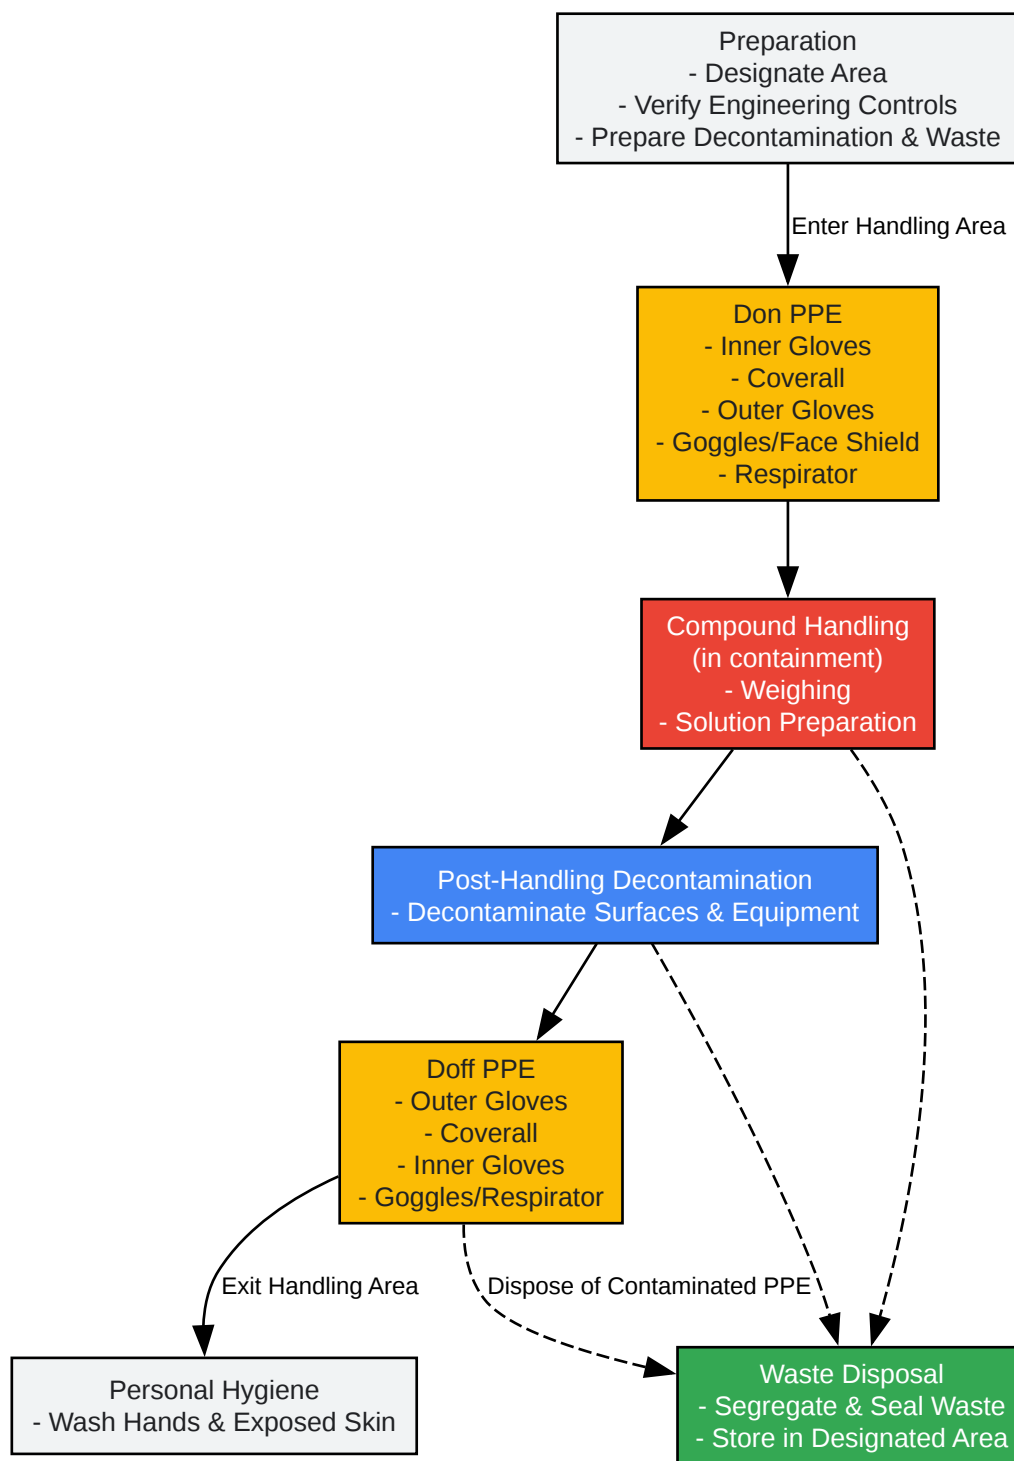 Preparation
- Designate Area
- Verify Engineering Controls
- Prepare Decontamination & Waste
Enter Handling Area
Don PPE
- Inner Gloves
- Coverall
- Outer Gloves
- Goggles/Face Shield
- Respirator
Compound Handling
(in containment)
- Weighing
- Solution Preparation
Post-Handling Decontamination
- Decontaminate Surfaces & Equipment
Doff PPE
- Outer Gloves
- Coverall
- Inner Gloves
- Goggles/Respirator
Exit Handling Area
Dispose of Contaminated PPE
Personal Hygiene
- Wash Hands & Exposed Skin
Waste Disposal
- Segregate & Seal Waste
- Store in Designated Area